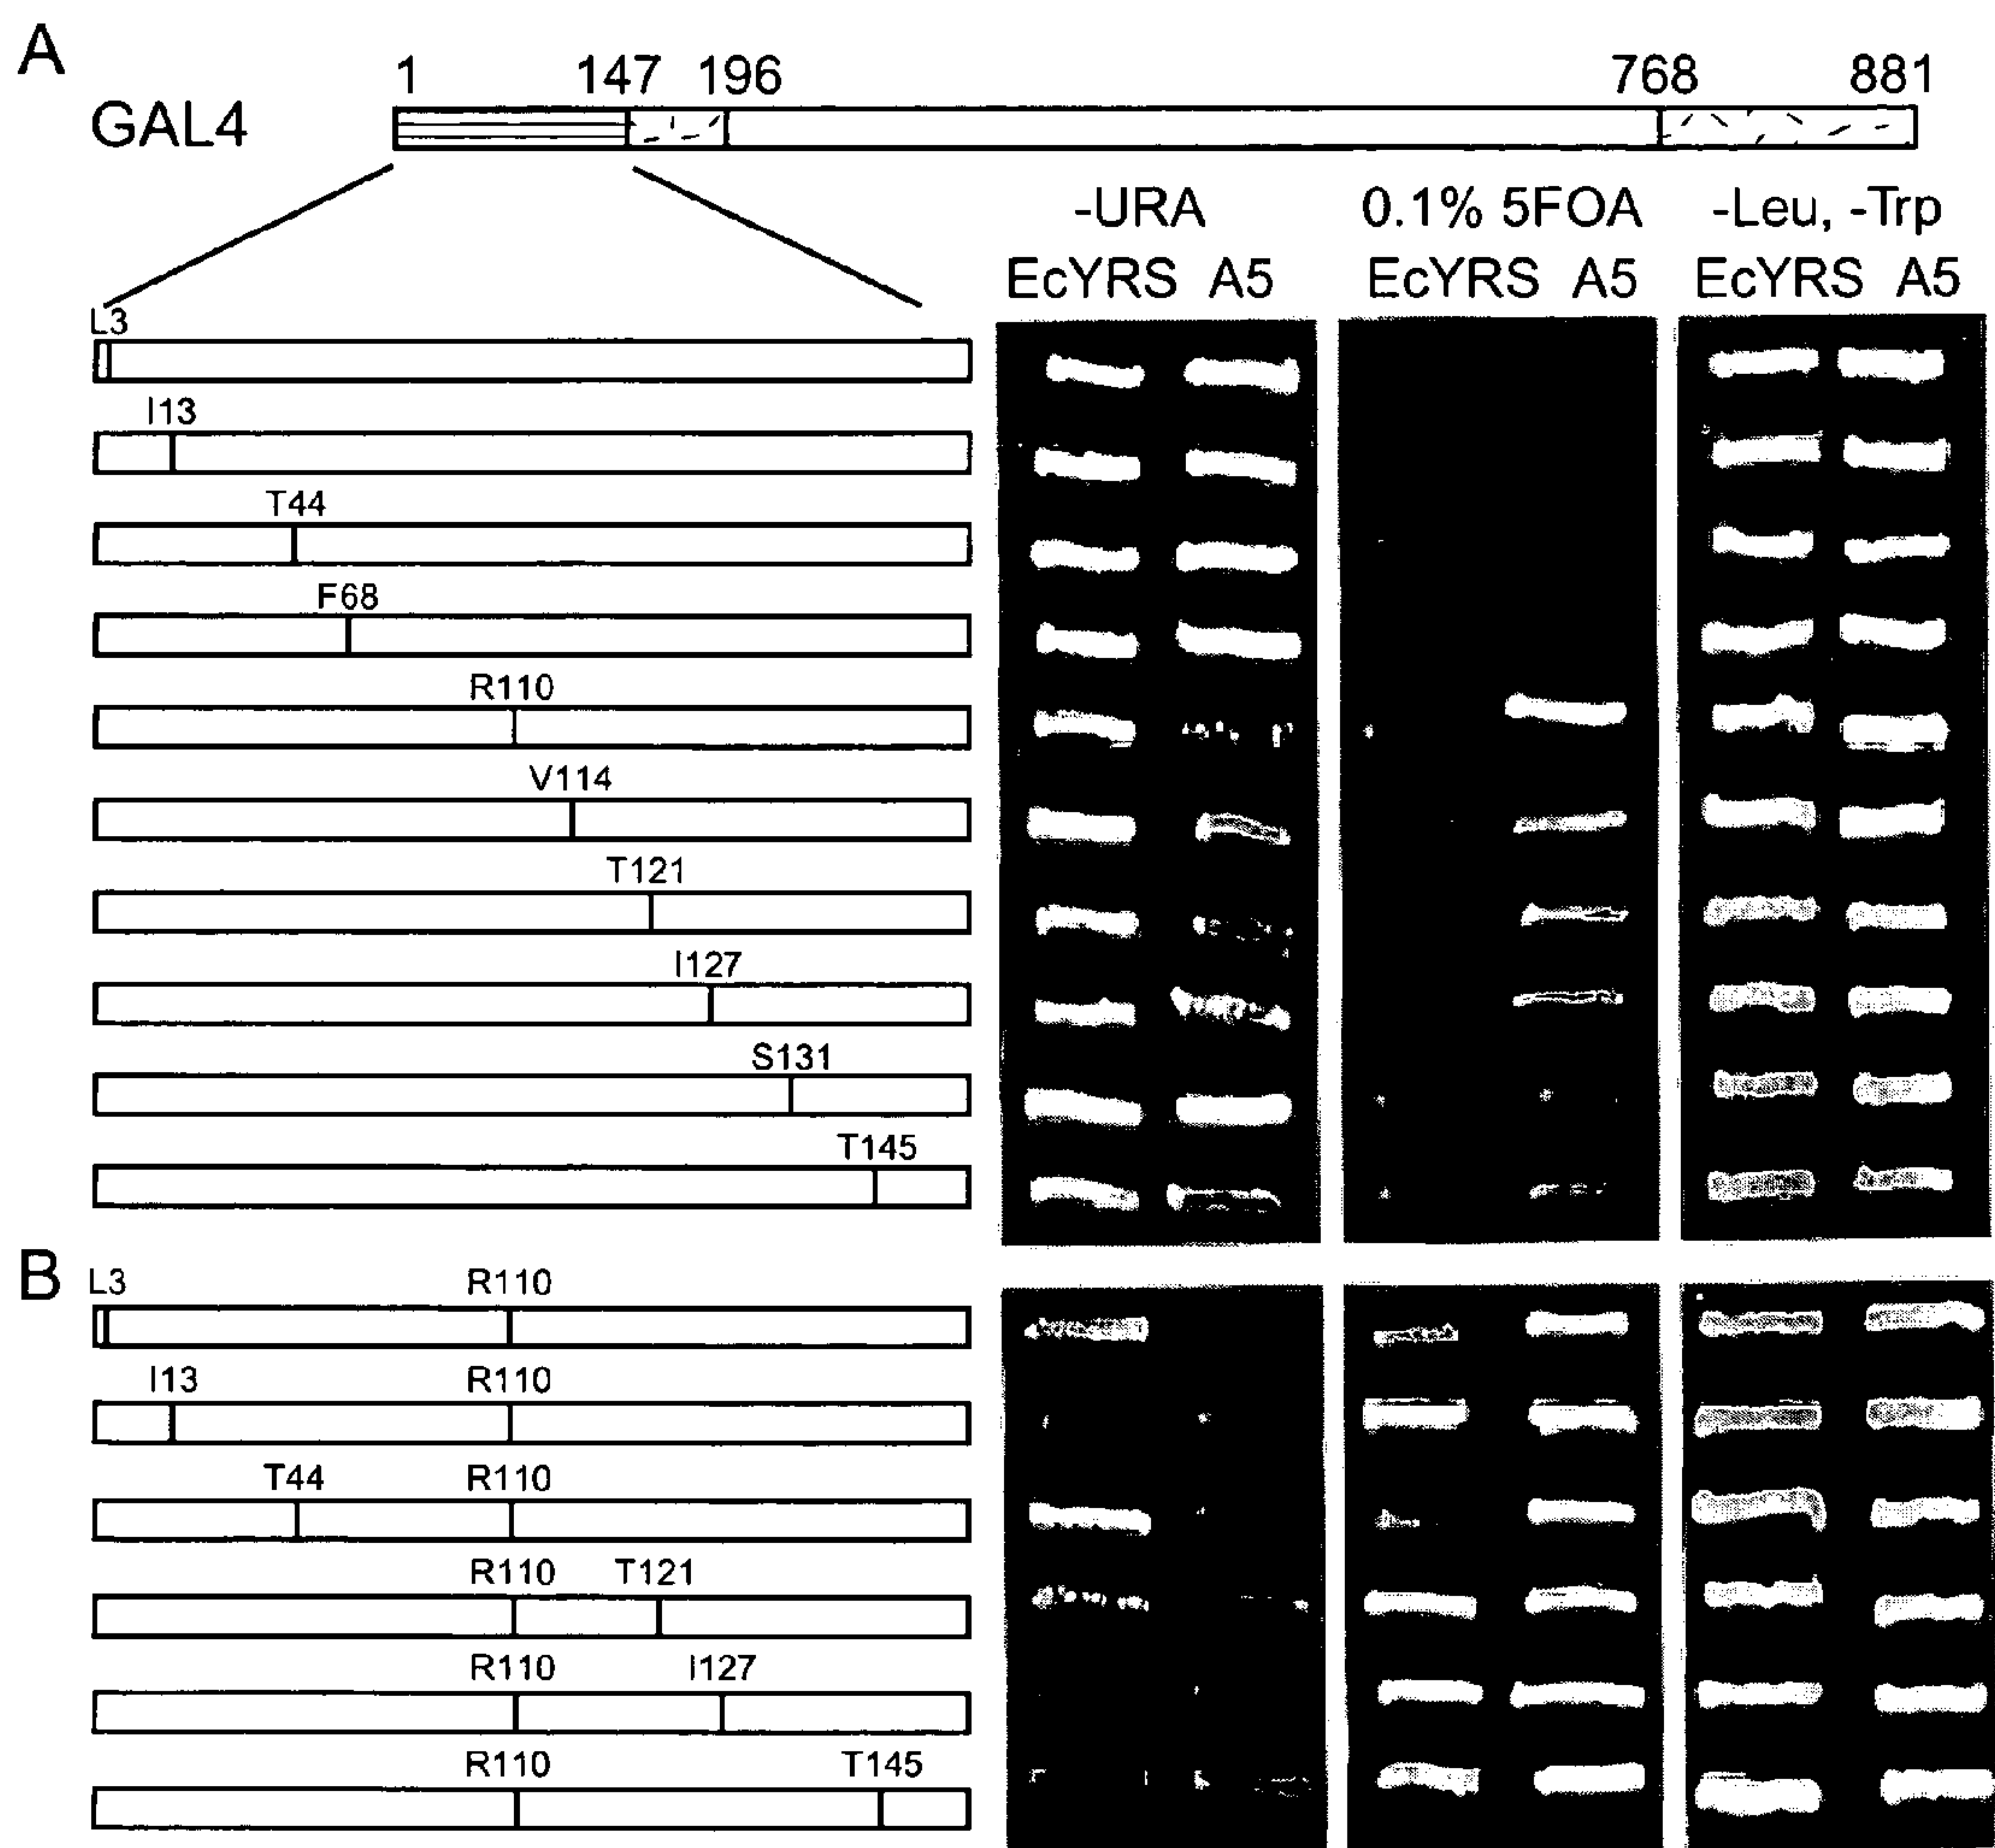 A
1 147 196 768 881
GAL4
-URA 0.1% 5FOA -Leu, -Trp
EcYRS A5 EcYRS A5 EcYRS A5
L3
I13
T44
F68
R110
V114
T121
I127
S131
T145
B
L3 R110
I13 R110
T44 R110
R110 T121
R110 I127
R110 T145